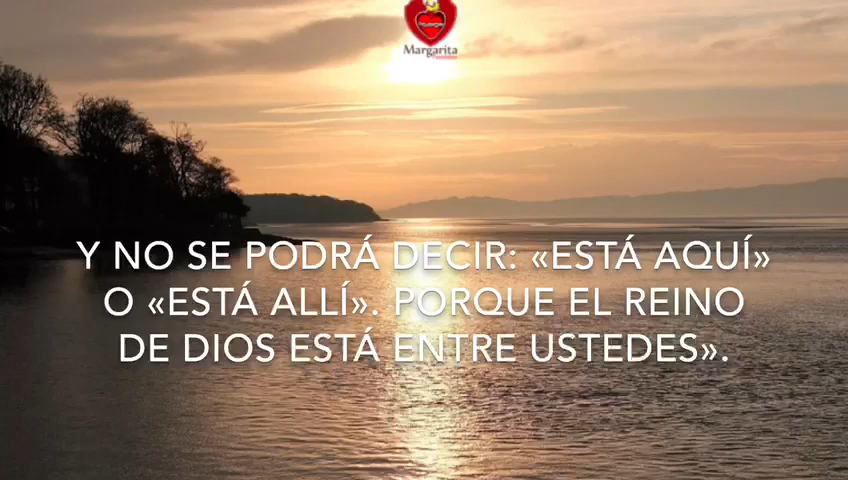 Margarita
Y NO SE PODRÁ DECIR: «ESTÁ AQUÍ»
O «ESTÁ ALLÍ». PORQUE EL REINO
DE DIOS ESTÁ ENTRE USTEDES».